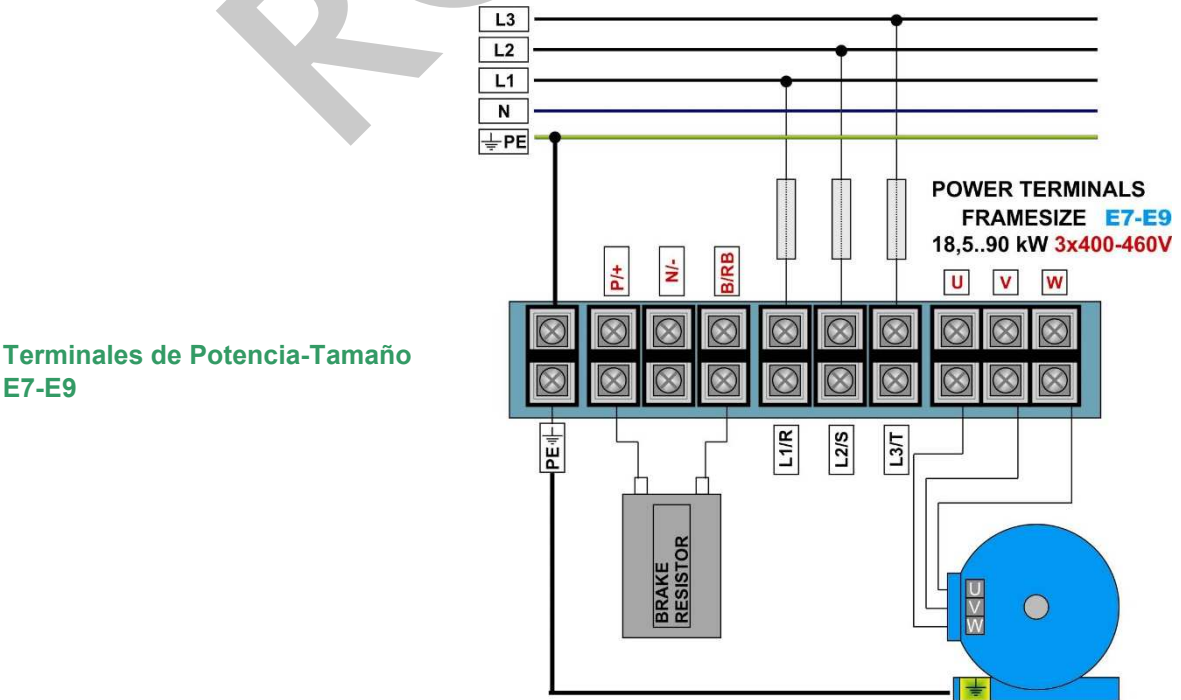 L3
L2
L1
N
PE
POWER TERMINALS
FRAMESIZE E7-E9
18,5..90 kW 3x400-460V
P/+
N/-
B/RB
U
V
W
Terminales de Potencia-Tamaño
E7-E9
PE
L1/R
L2/S
L3/T
BRAKE
RESISTOR
U
V
W